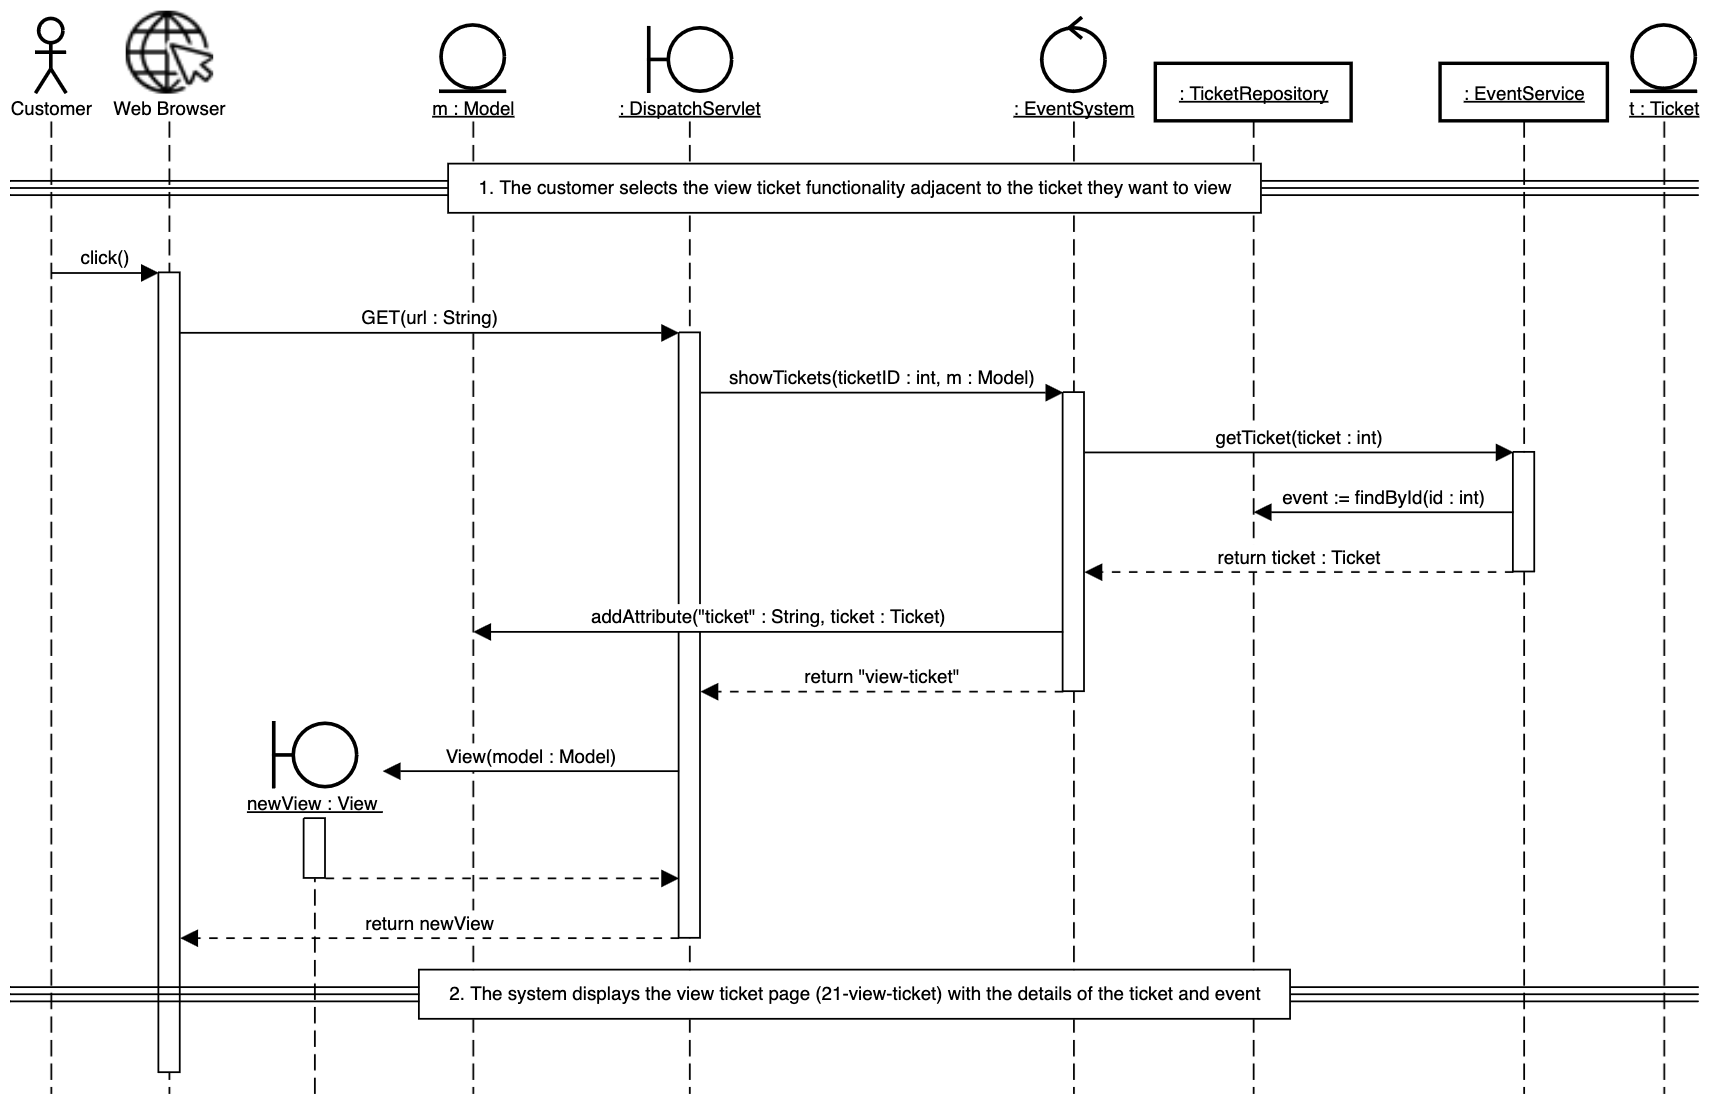 Customer
Web Browser
m : Model
: DispatchServlet
: EventSystem
: TicketRepository
: EventService
t : Ticket
1. The customer selects the view ticket functionality adjacent to the ticket they want to view
click()
GET(url : String)
showTickets(ticketID : int, m : Model)
getTicket(ticket : int)
event := findById(id : int)
return ticket : Ticket
addAttribute("ticket" : String, ticket : Ticket)
return "view-ticket"
View(model : Model)
newView : View
return newView
2. The system displays the view ticket page (21-view-ticket) with the details of the ticket and event